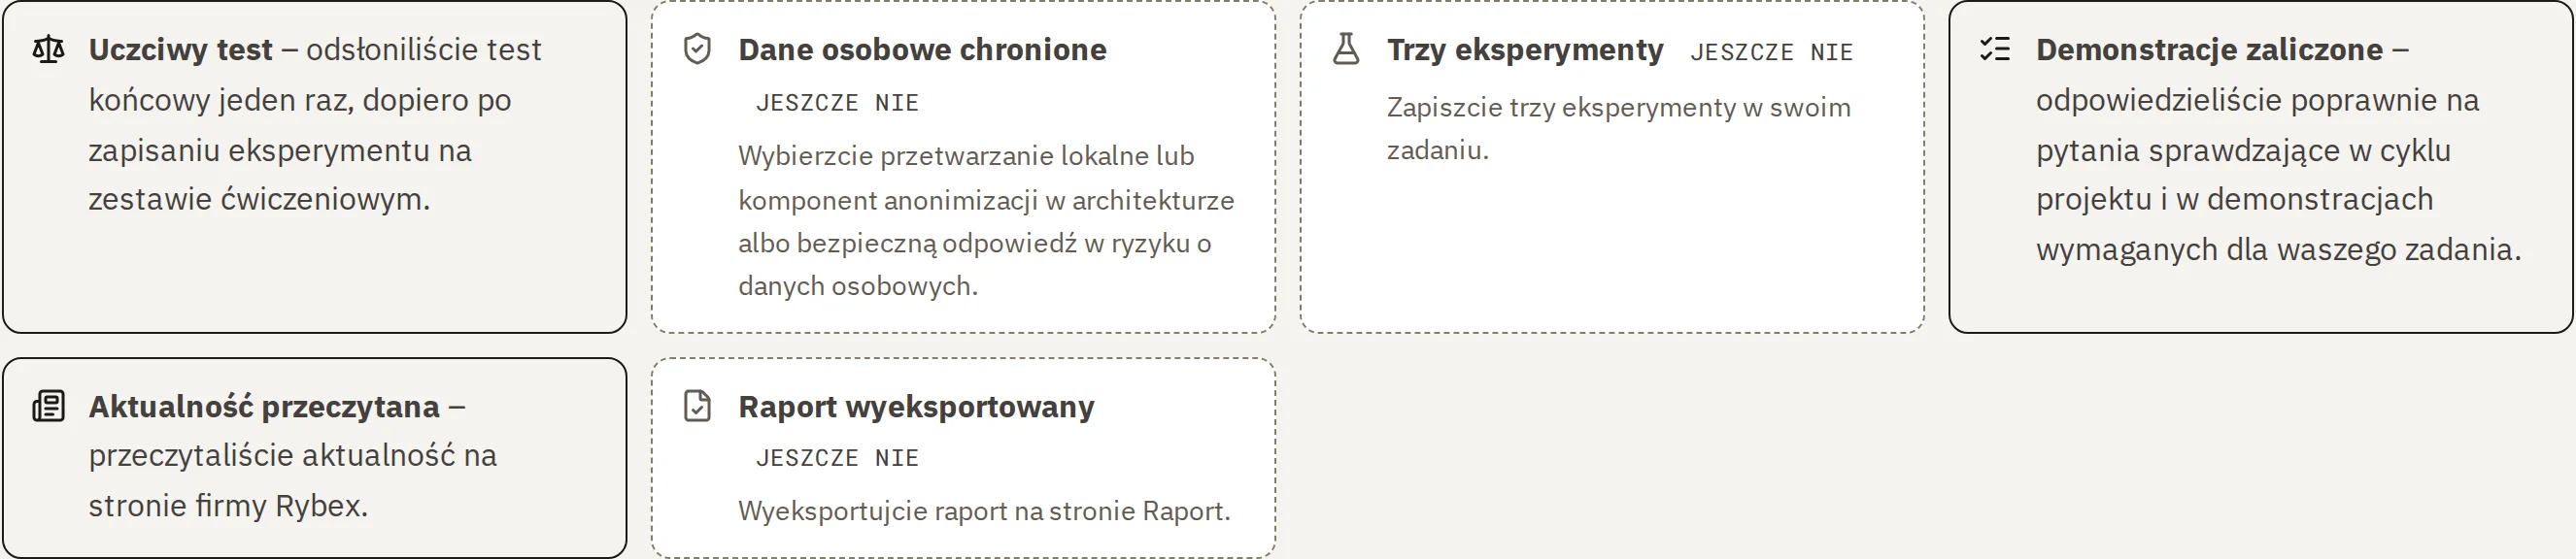 Uczciwy test – odsłoniliście test
końcowy jeden raz, dopiero po
zapisaniu eksperymentu na
zestawie ćwiczeniowym.
Dane osobowe chronione
JESZCZE NIE
Wybierzcie przetwarzanie lokalne lub
komponent anonimizacji w architekturze
albo bezpieczną odpowiedź w ryzyku o
danych osobowych.
Trzy eksperymenty JESZCZE NIE
Zapiszcie trzy eksperymenty w swoim
zadaniu.
Demonstracje zaliczone –
odpowiedzieliście poprawnie na
pytania sprawdzające w cyklu
projektu i w demonstracjach
wymaganych dla waszego zadania.
Aktualność przeczytana –
przeczytaliście aktualność na
stronie firmy Rybex.
Raport wyeksportowany
JESZCZE NIE
Wyeksportujcie raport na stronie Raport.